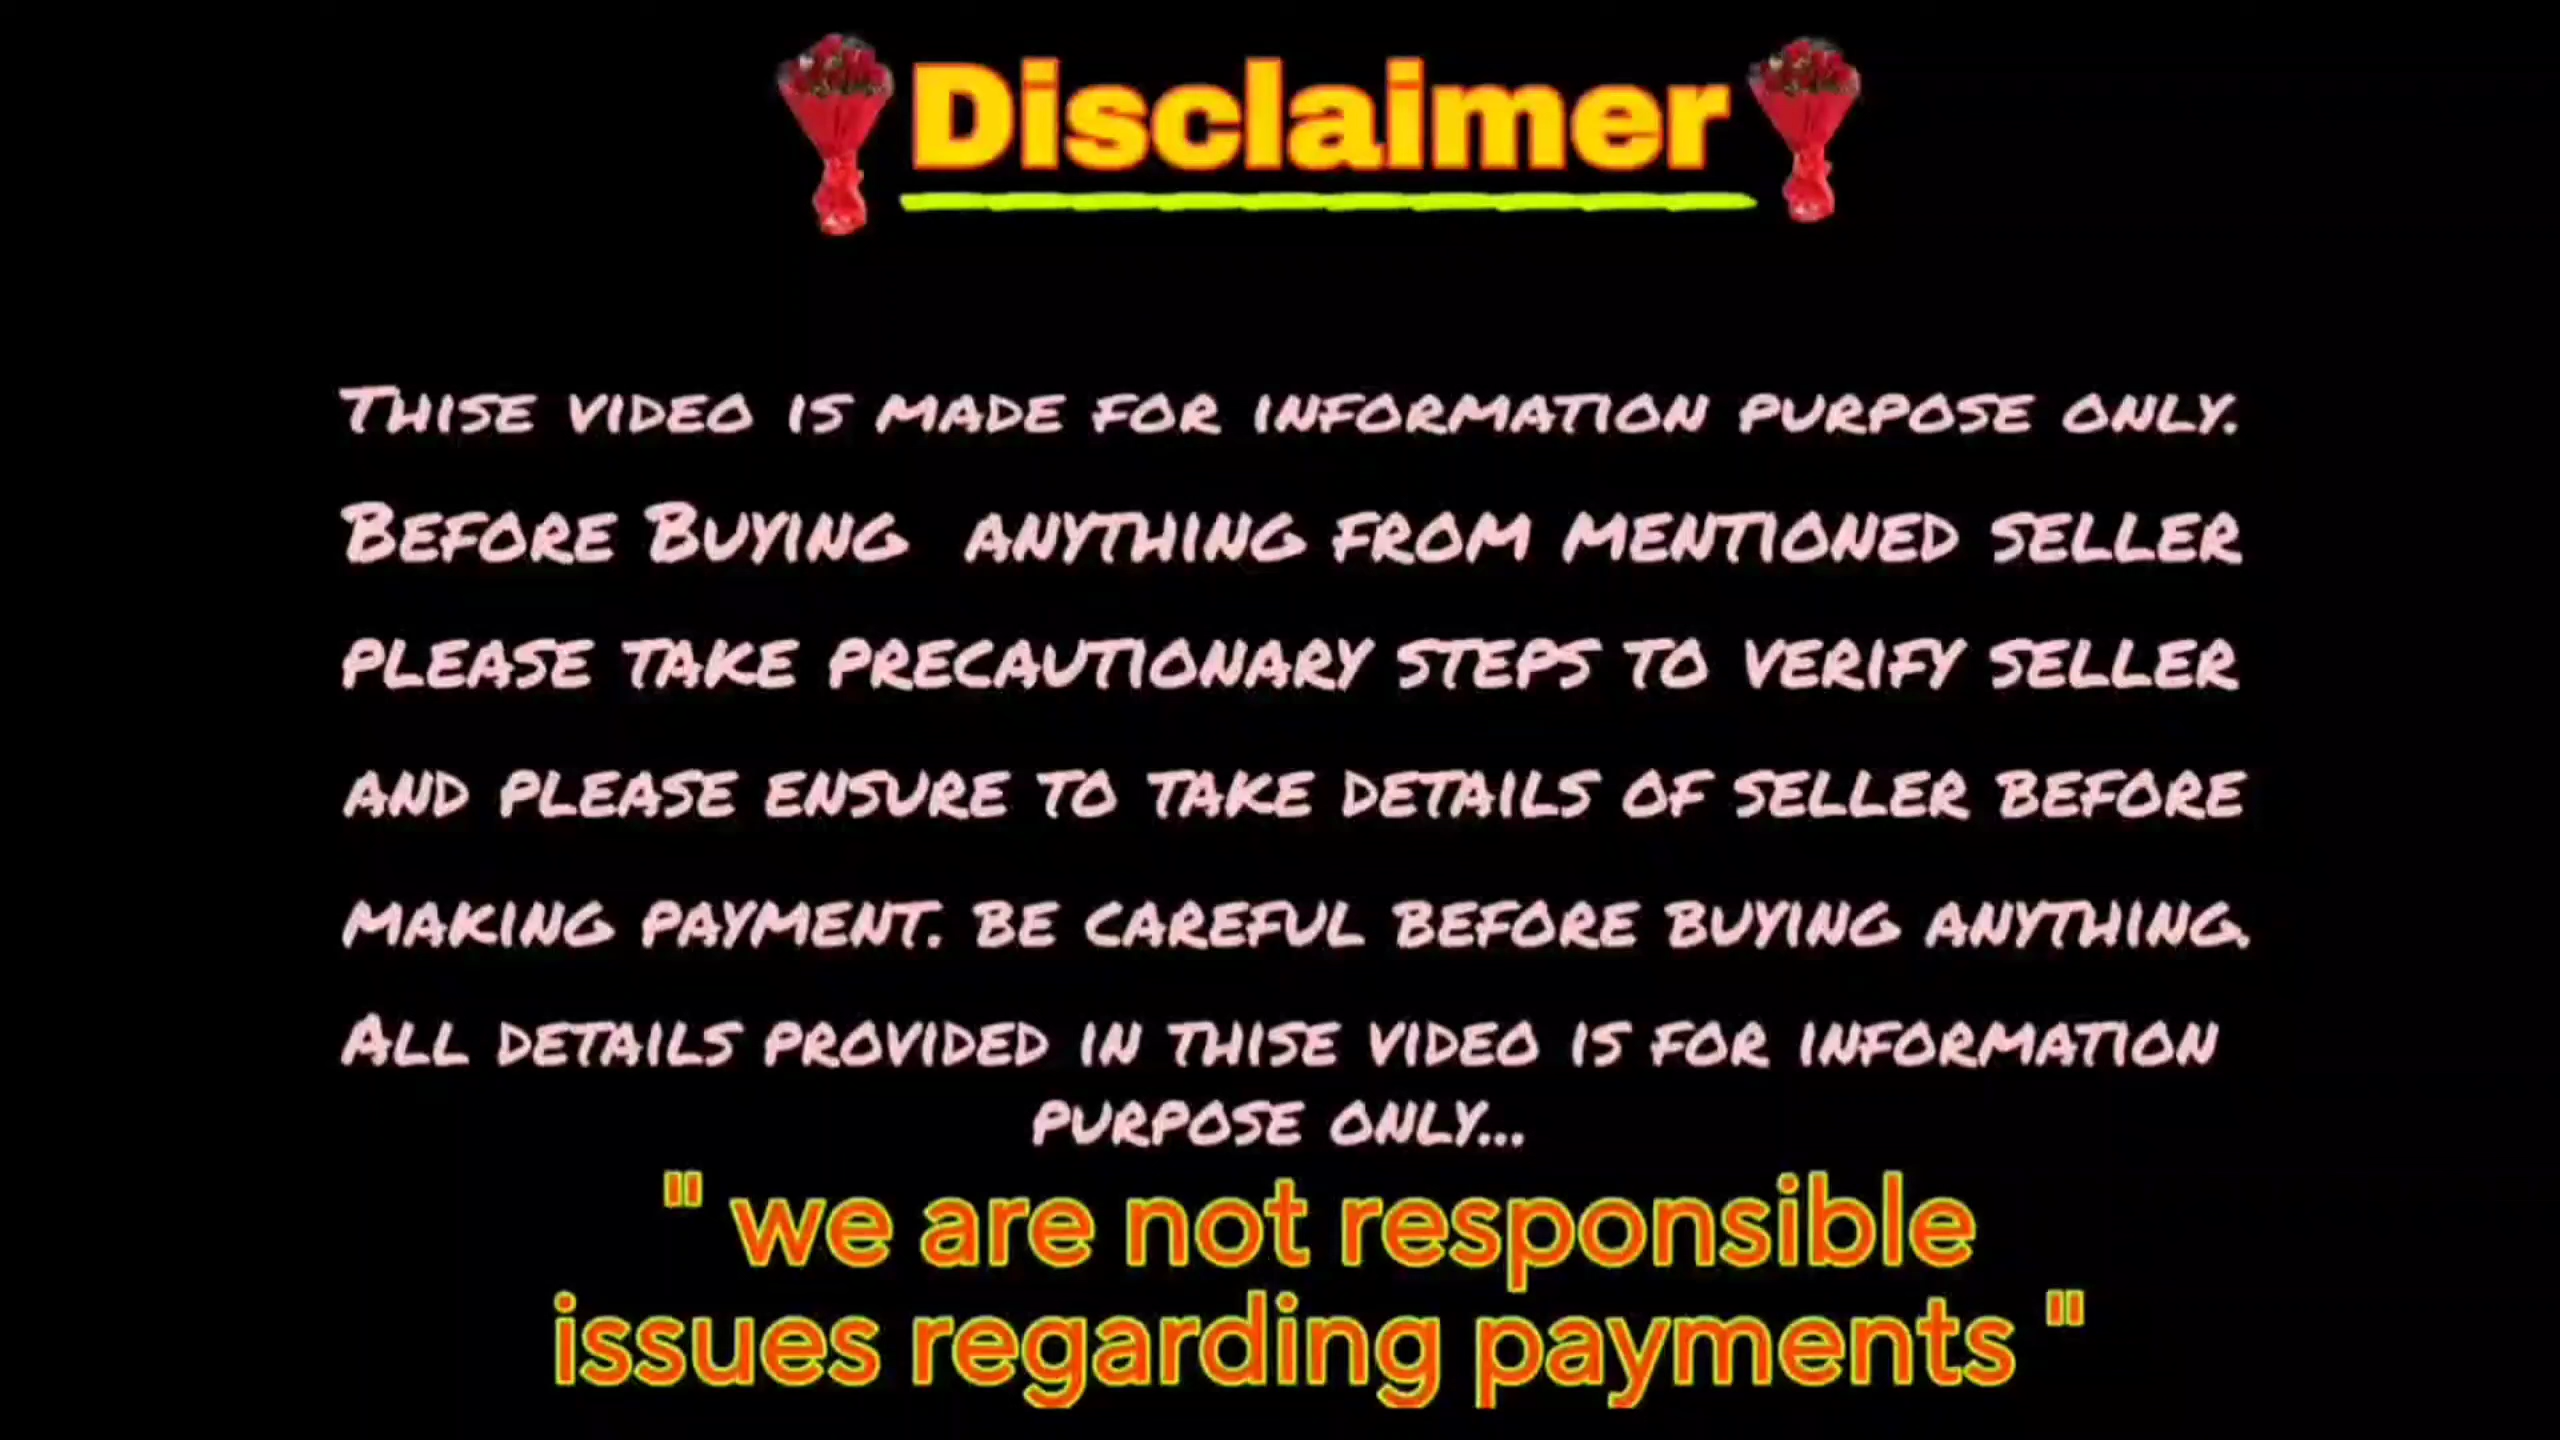 Disclaimer
THISE VIDEO IS MADE FOR INFORMATION PURPOSE ONLY.
BEFORE BUYING ANYTHING FROM MENTIONED SELLER
PLEASE TAKE PRECAUTIONARY STEPS TO VERIFY SELLER
AND PLEASE ENSURE TO TAKE DETAILS OF SELLER BEFORE
MAKING PAYMENT. BE CAREFUL BEFORE BUYING ANYTHING.
ALL DETAILS PROVIDED IN THISE VIDEO IS FOR INFORMATION
PURPOSE ONLY...
" we are not responsible
issues regarding payments "